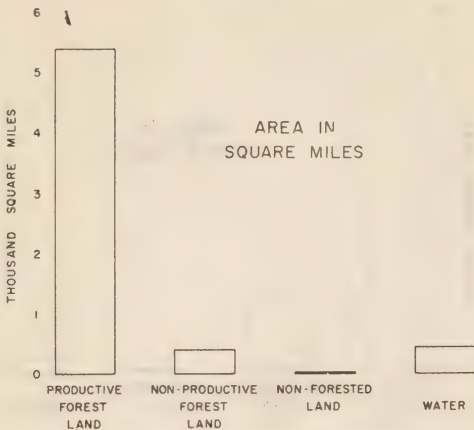 6
5
4
3
2
1
0
THOUSAND SQUARE MILES
AREA IN
SQUARE MILES
PRODUCTIVE
FOREST
LAND
NON-PRODUCTIVE
FOREST
LAND
NON-FORESTED
LAND
WATER